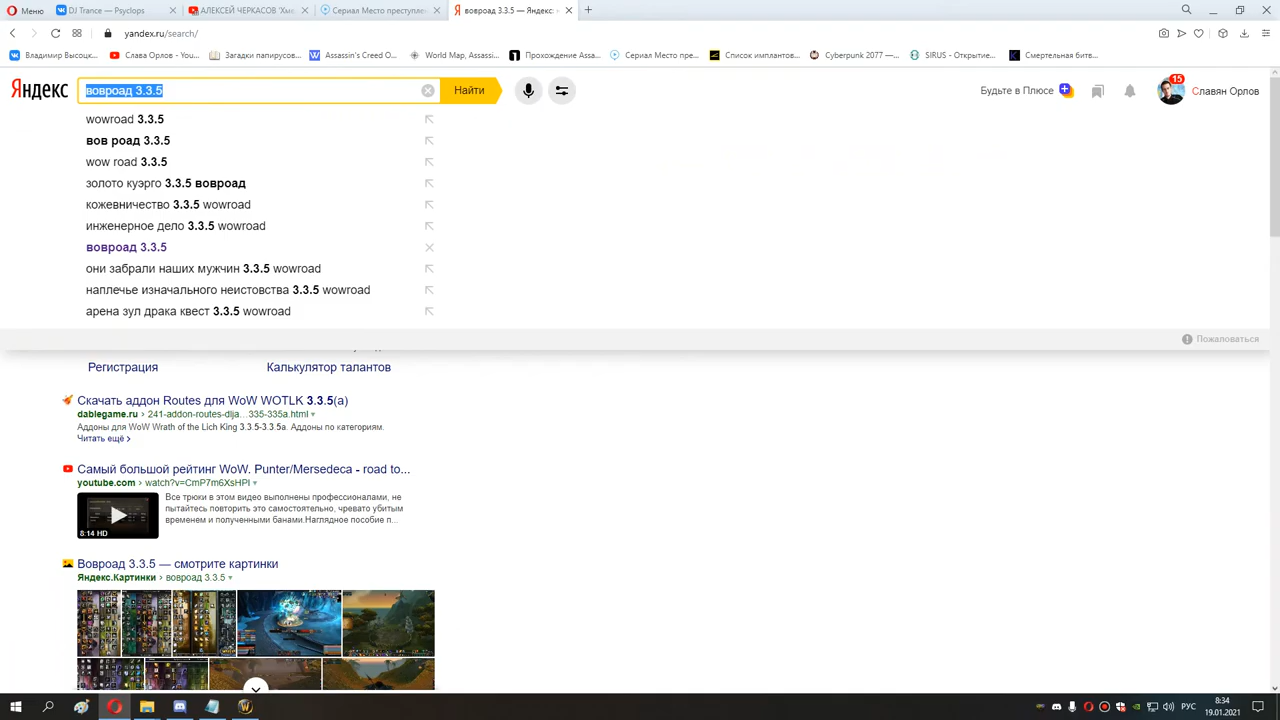 Меню
DJ Trance — Psyclops
АЛЕКСЕЙ ЧЕРКАСОВ 'Хме
Сериал Место преступлен
вовроад 3.3.5 — Яндекс:
yandex.ru/search/
Владимир Высоцк...
Слава Орлов - You...
Загадки папирусов...
Assassin's Creed O...
World Map, Assassi...
Прохождение Assa...
Сериал Место пре...
Список имплантов...
Cyberpunk 2077 —...
SIRUS - Открытие...
Смертельная битв...
Яндекс
вовроад 3.3.5
Найти
Будьте в Плюсе
15
Славян Орлов
wowroad 3.3.5
вов роад 3.3.5
wow road 3.3.5
золото куэрго 3.3.5 вовроад
кожевничество 3.3.5 wowroad
инженерное дело 3.3.5 wowroad
вовроад 3.3.5
они забрали наших мужчин 3.3.5 wowroad
наплечье изначального неистовства 3.3.5 wowroad
арена зул драка квест 3.3.5 wowroad
Пожаловаться
Регистрация
Калькулятор талантов
Скачать аддон Routes для WoW WOTLK 3.3.5(a)
dablegame.ru › 241-addon-routes-dlja…335-335a.html
Аддоны для WoW Wrath of the Lich King 3.3.5-3.3.5a. Аддоны по категориям.
Читать ещё ›
Самый большой рейтинг WoW. Punter/Mersedeca - road to...
youtube.com › watch?v=CmP7m6XsHPI
Все трюки в этом видео выполнены профессионалами, не
пытайтесь повторить это самостоятельно, чревато убитым
временем и полученными банами.Наглядное пособие п...
8:14 HD
Вовроад 3.3.5 — смотрите картинки
Яндекс.Картинки › вовроад 3.3.5
РУС
8:34
19.01.2021